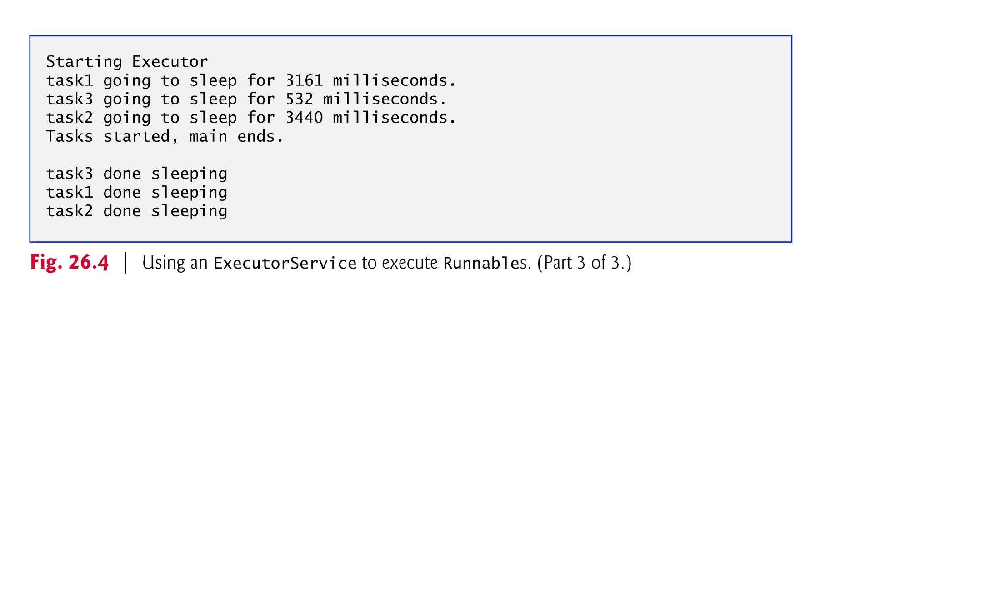 Starting Executor
task1 going to sleep for 3161 milliseconds.
task3 going to sleep for 532 milliseconds.
task2 going to sleep for 3440 milliseconds.
Tasks started, main ends.

task3 done sleeping
task1 done sleeping
task2 done sleeping
Fig. 26.4 | Using an ExecutorService to execute Runnables. (Part 3 of 3.)